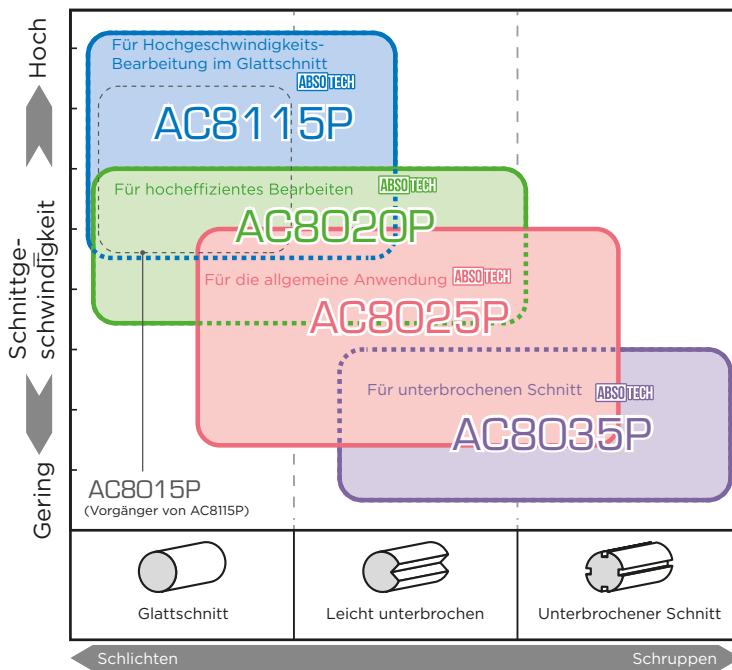 Hoch
Schnittge-
schwindigkeit
Gering
Für Hochgeschwindigkeits-
Bearbeitung im Glattschnitt
ABSOTECH
AC8115P
Für hocheffizientes Bearbeiten
ABSOTECH
AC8020P
Für die allgemeine Anwendung
ABSOTECH
AC8025P
Für unterbrochenen Schnitt
ABSOTECH
AC8035P
AC8015P
(Vorgänger von AC8115P)
Glattschnitt
Leicht unterbrochen
Unterbrochener Schnitt
Schlichten
Schruppen